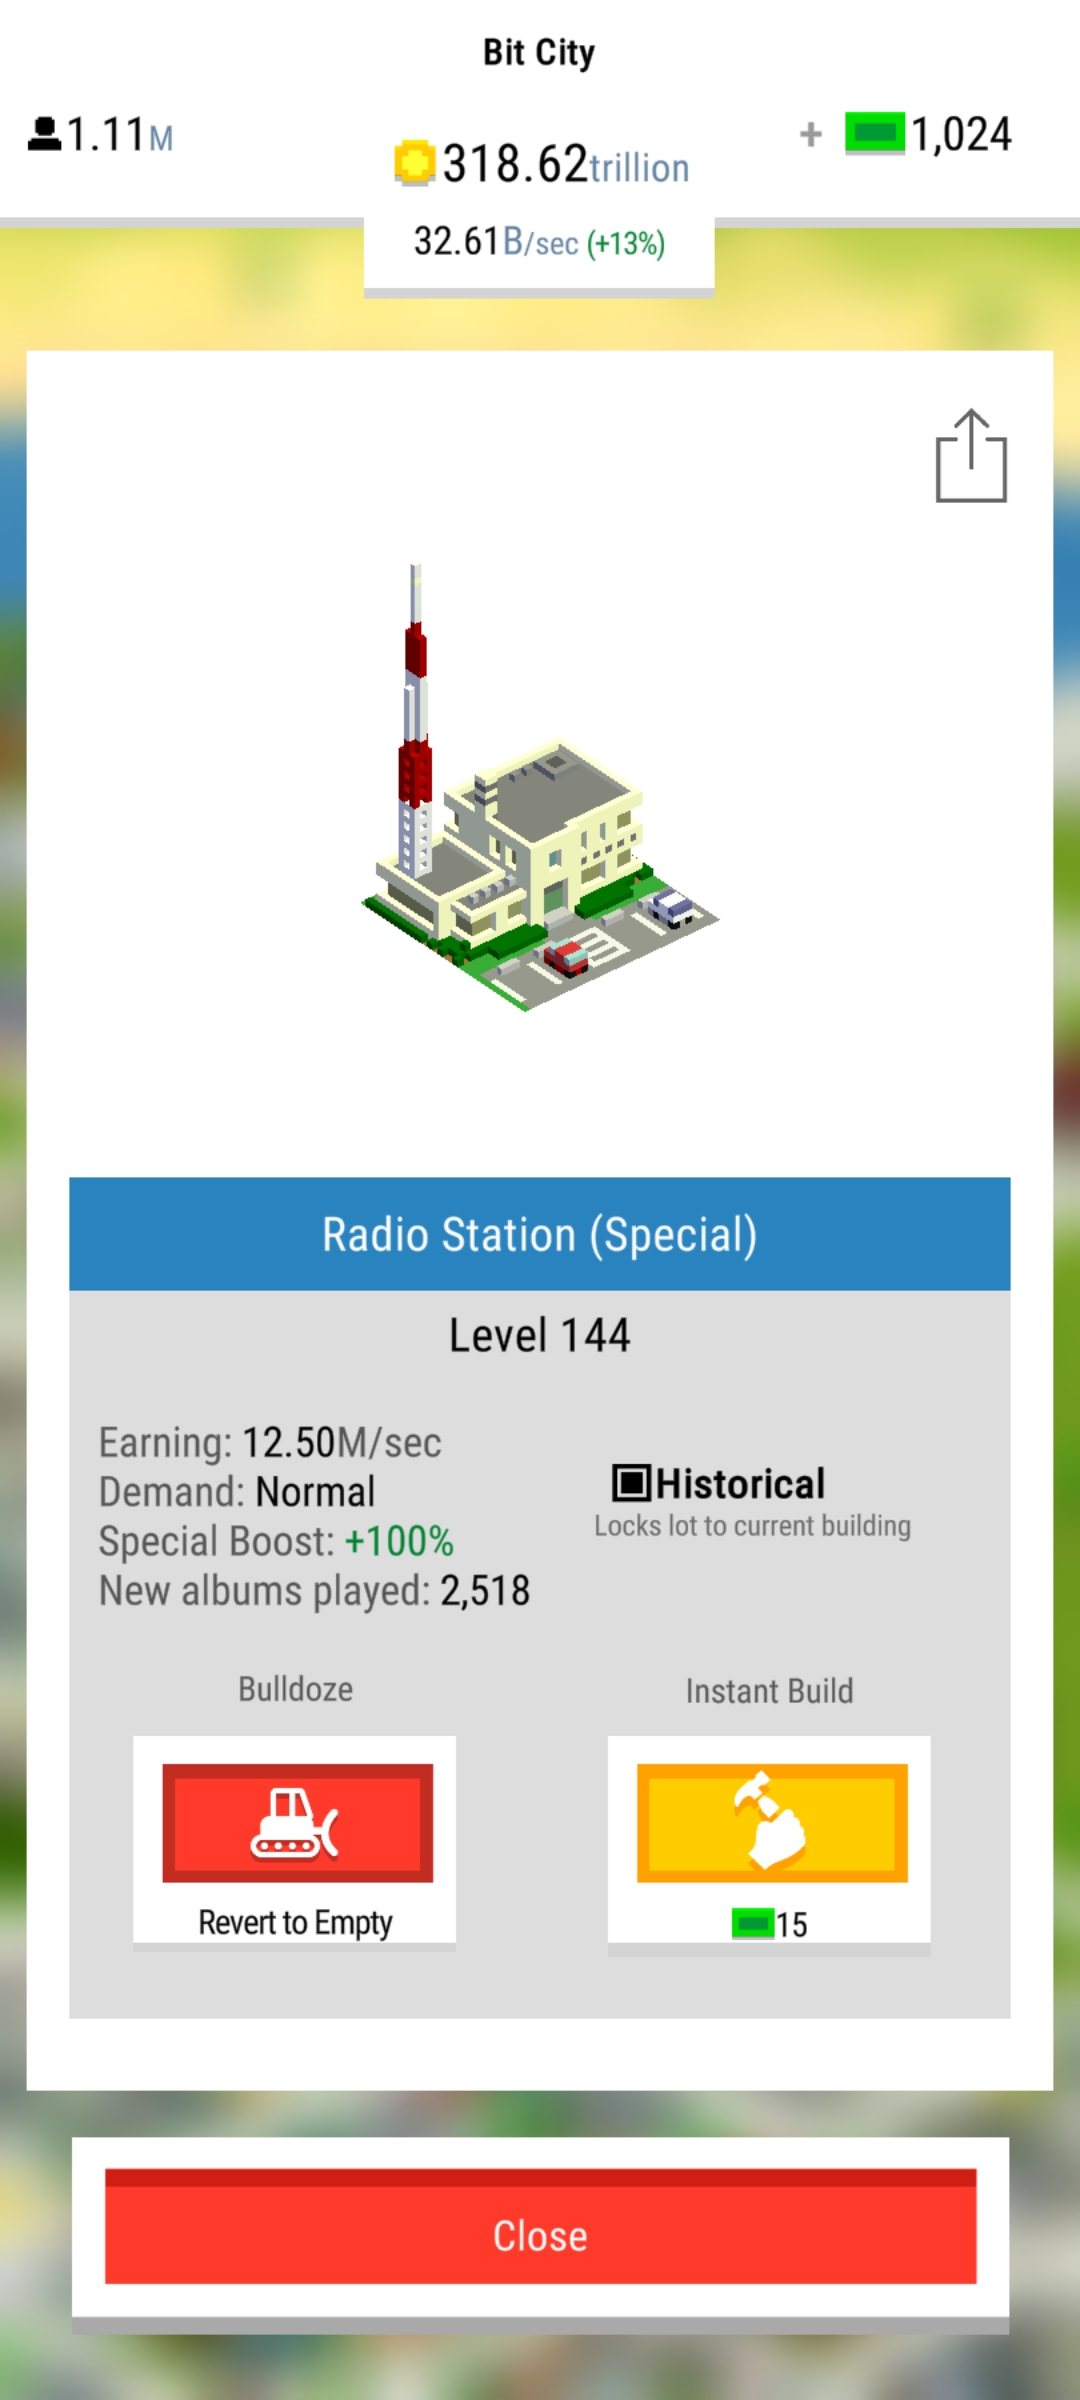 Bit City
1.11M
318.62trillion
+ 1,024
32.61B/sec (+13%)
Radio Station (Special)
Level 144
Earning: 12.50M/sec
Demand: Normal
Special Boost: +100%
New albums played: 2,518
Historical
Locks lot to current building
Bulldoze
Instant Build
Revert to Empty
15
Close